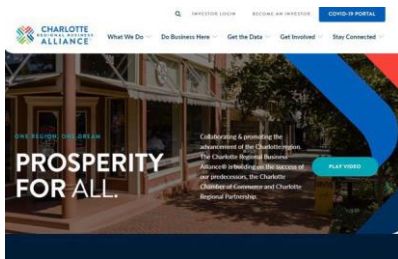 INVESTOR LOGIN
BECOME AN INVESTOR
COVID-19 PORTAL
CHARLOTTE
REGIONAL BUSINESS
ALLIANCE
What We Do
Do Business Here
Get the Data
Get Involved
Stay Connected
ONE REGION, ONE DREAM
PROSPERITY
FOR ALL.
Collaborating & promoting the
advancement of the Charlotte region.
The Charlotte Regional Business
Alliance® is building on the success of
our predecessors, the Charlotte
Chamber of Commerce and Charlotte
Regional Partnership.
PLAY VIDEO